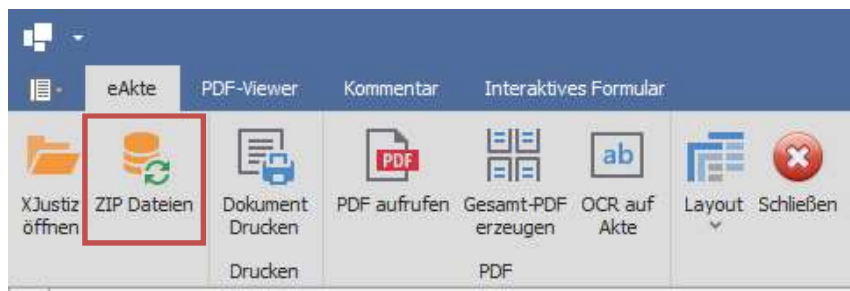 eAkte PDF-Viewer Kommentar Interaktives Formular
PDF ab
XJustiz ZIP Dateien Dokument PDF aufrufen Gesamt-PDF OCR auf Layout Schließen
öffnen Drucken erzeugen Akte
Drucken PDF